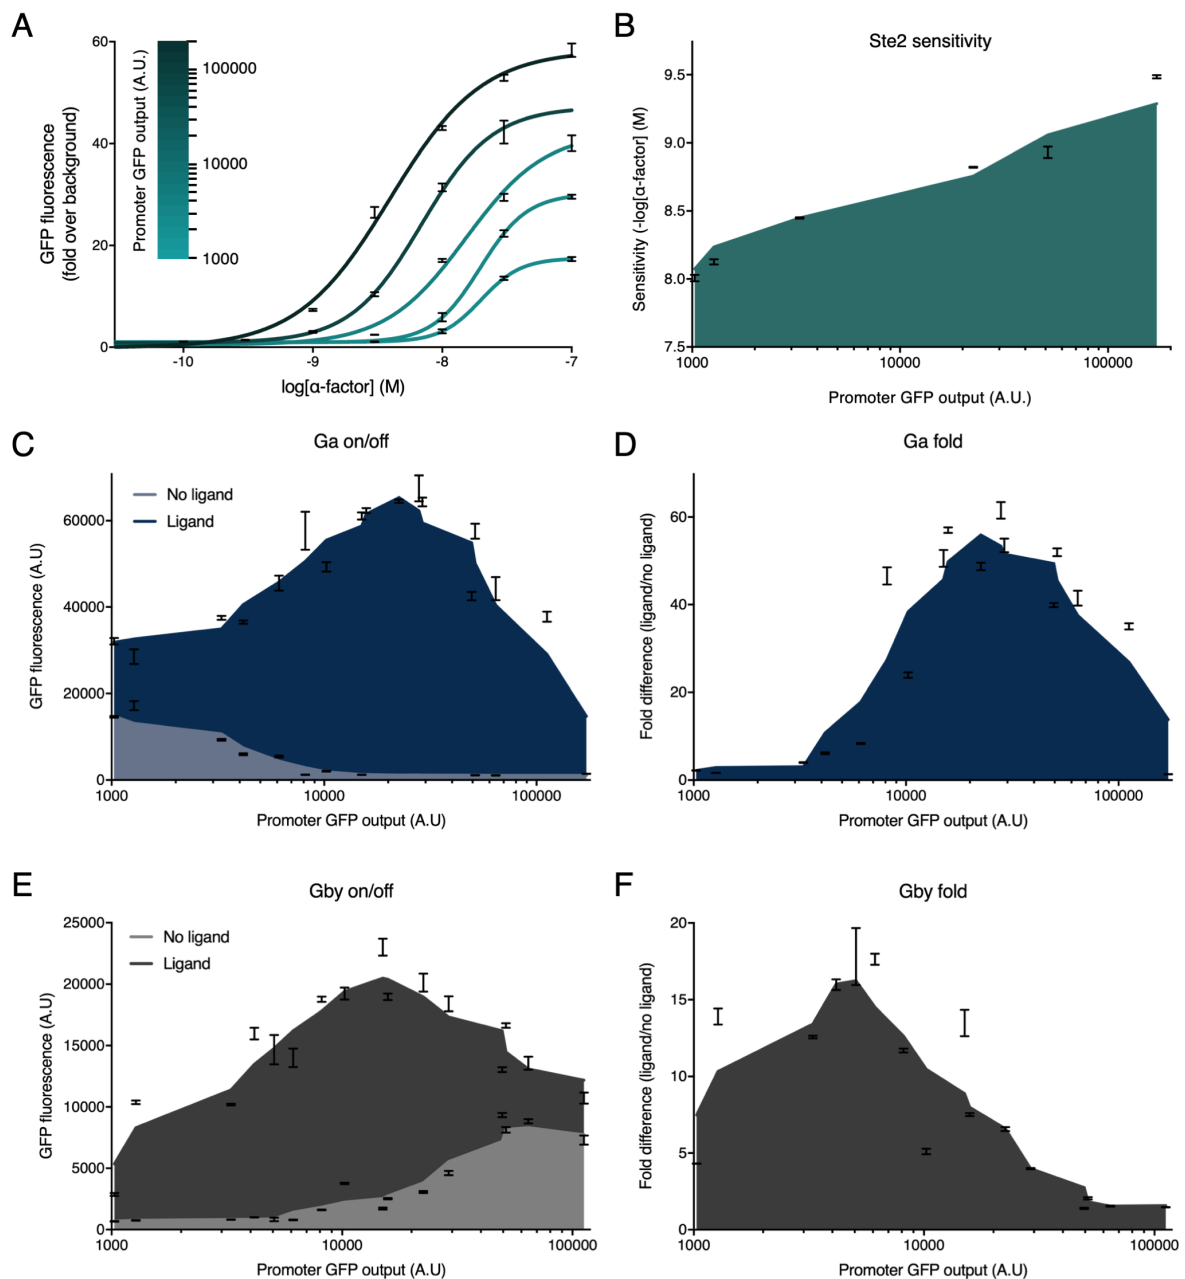 A
60
40
20
0
-10
-9
-8
-7
GFP fluorescence
(fold over background)
log[α-factor] (M)
Promoter GFP output (A.U.)
100000
10000
1000
B
Ste2 sensitivity
9.5
9.0
8.5
8.0
7.5
1000
10000
100000
Sensitivity (-log[α-factor] (M)
Promoter GFP output (A.U.)
C
Ga on/off
No ligand
Ligand
60000
40000
20000
0
1000
10000
100000
GFP fluorescence (A.U)
Promoter GFP output (A.U)
D
Ga fold
60
40
20
0
1000
10000
100000
Fold difference (ligand/no ligand)
Promoter GFP output (A.U)
E
Gby on/off
No ligand
Ligand
25000
20000
15000
10000
5000
0
1000
10000
100000
GFP fluorescence (A.U)
Promoter GFP output (A.U)
F
Gby fold
20
15
10
5
0
1000
10000
100000
Fold difference (ligand/no ligand)
Promoter GFP output (A.U)